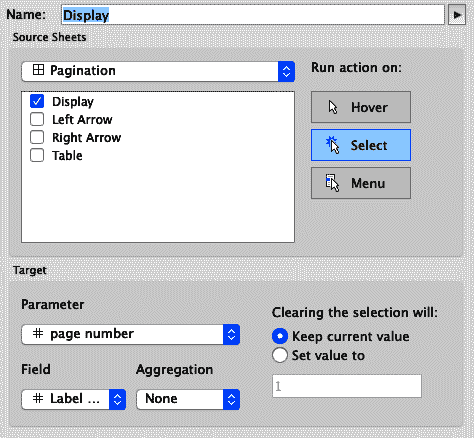 Name: Display
Source Sheets
Pagination
Run action on:
Display
Left Arrow
Right Arrow
Table
Hover
Select
Menu
Target
Parameter
page number
Clearing the selection will:
Keep current value
Set value to
1
Field
Aggregation
Label ...
None